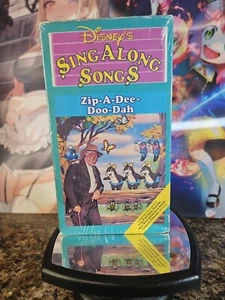 Disney's
Sing Along
Songs
Zip-A-Dee-
Doo-Dah